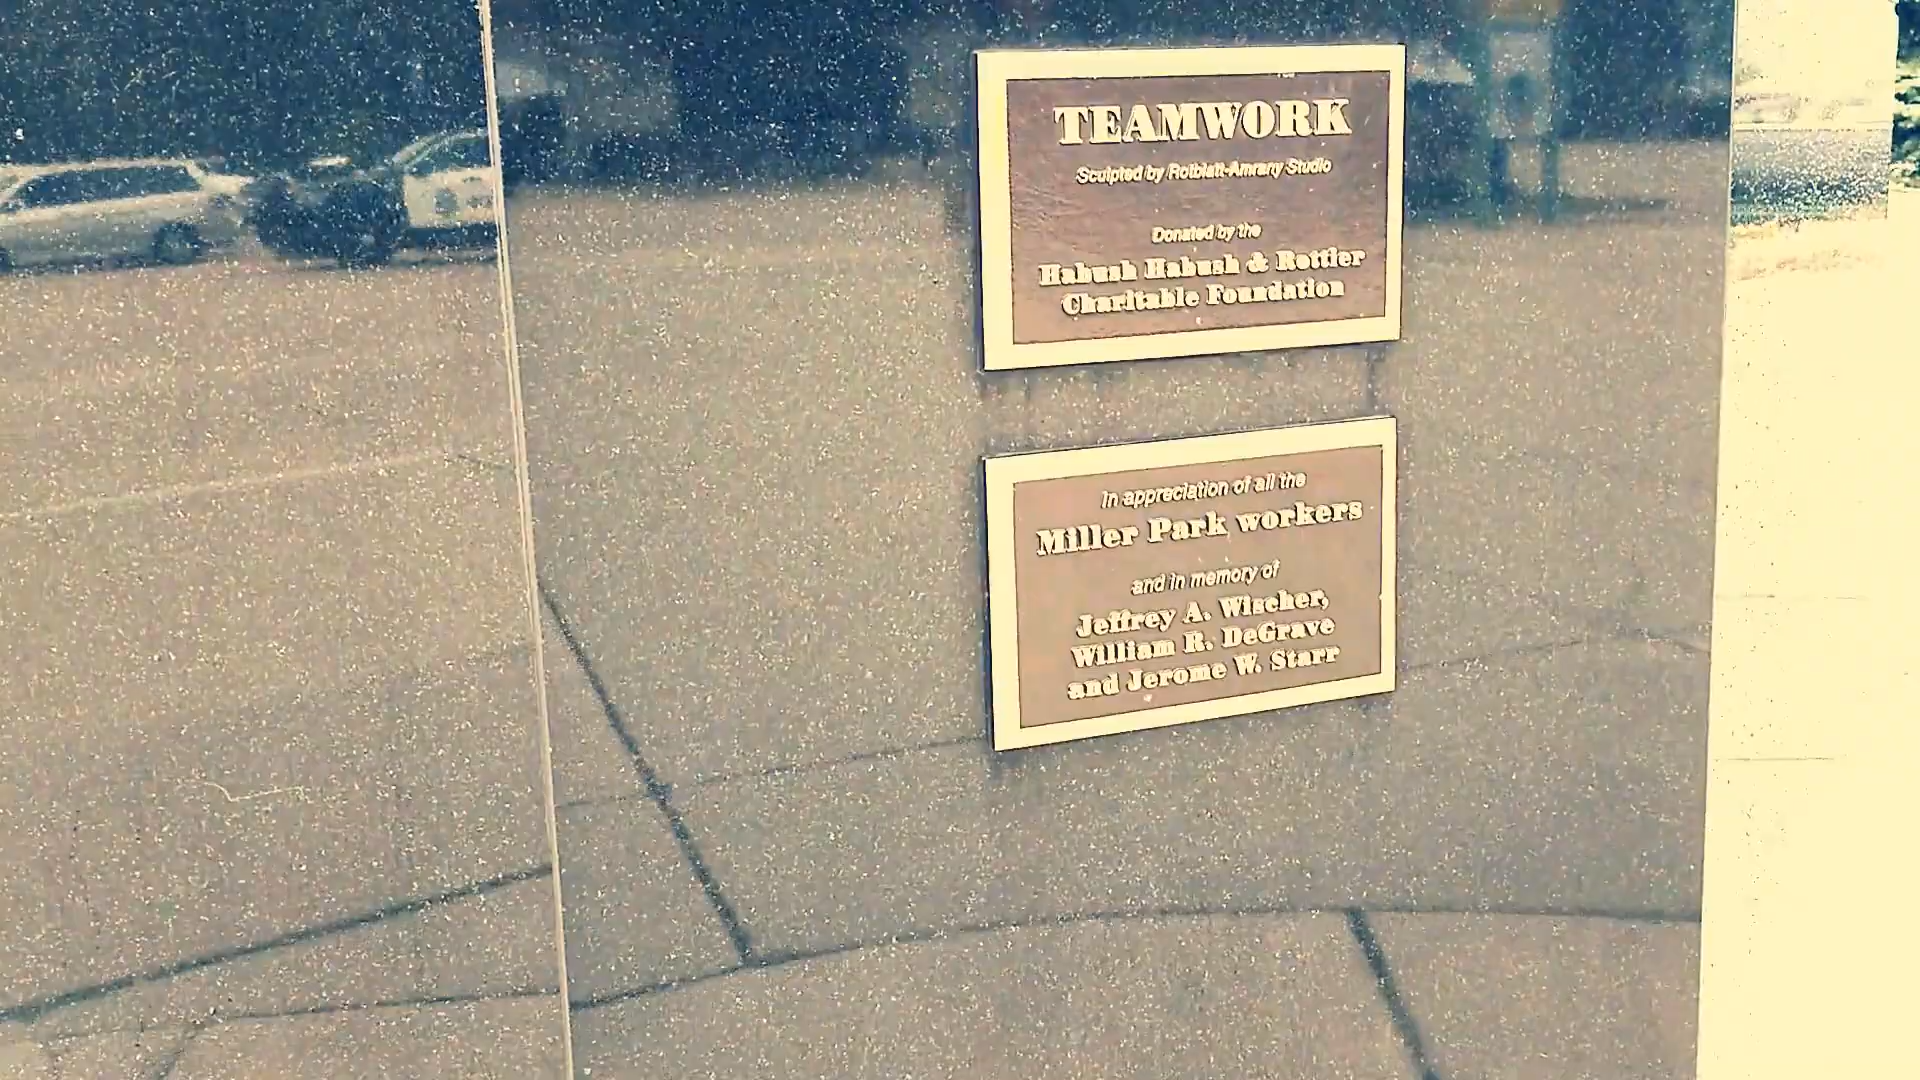 TEAMWORK
Sculpted by Rotblatt-Amrany Studio
Donated by the
Habush Habush & Rottier
Charitable Foundation
In appreciation of all the
Miller Park workers
and in memory of
Jeffrey A. Wischer,
William R. DeGrave
and Jerome W. Starr